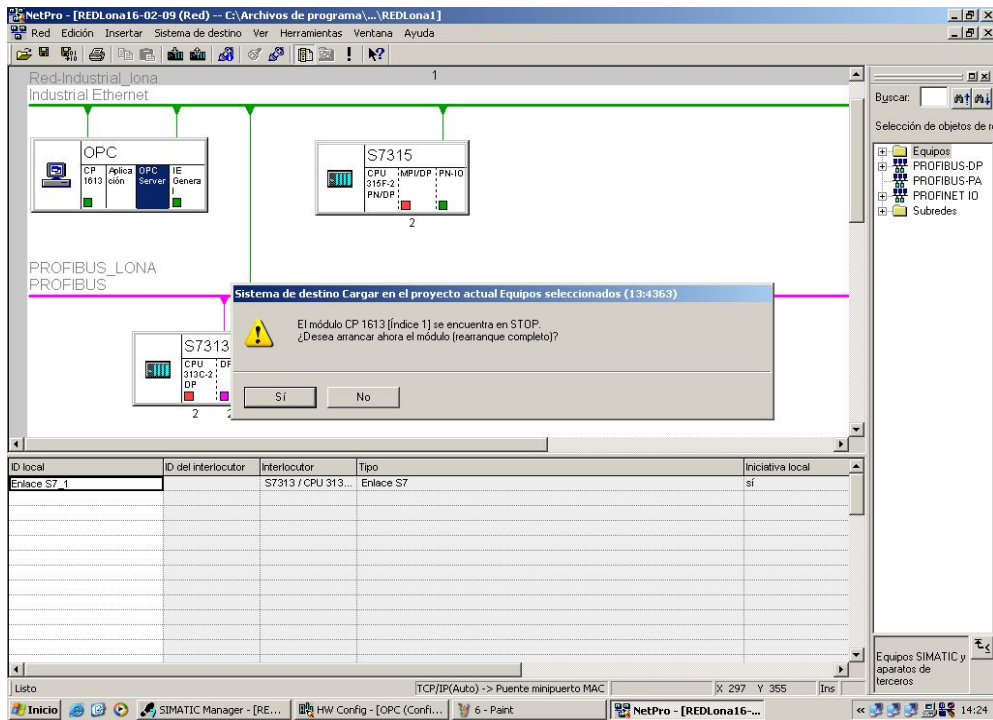 NetPro - [REDLona16-02-09 (Red) -- C:\Archivos de programa\...\REDLona1]
Red Edición Insertar Sistema de destino Ver Herramientas Ventana Ayuda
Red-Industrial_lona
1
Industrial Ethernet
OPC
CP 1613
Aplica ción
OPC Server
IE Genera l
S7315
CPU 315F-2 PN/DP
MPI/DP
PN-IO
2
PROFIBUS_LONA
PROFIBUS
S7313
CPU 313C-2 DP
DP
2
2
Sistema de destino Cargar en el proyecto actual Equipos seleccionados (13:4363)
El módulo CP 1613 [Índice 1] se encuentra en STOP.
¿Desea arrancar ahora el módulo (rearranque completo)?
Sí
No
Buscar:
Selección de objetos de r
Equipos
PROFIBUS-DP
PROFIBUS-PA
PROFINET IO
Subredes
ID local ID del interlocutor Interlocutor Tipo Iniciativa local
Enlace S7_1 S7313 / CPU 313... Enlace S7 sí
Equipos SIMATIC y
aparatos de
terceros
Listo TCP/IP(Auto) -> Puente minipuerto MAC X 297 Y 355 Ins
Inicio SIMATIC Manager - [RE... HW Config - [OPC (Confi... 6 - Paint NetPro - [REDLona16-... « 14:24